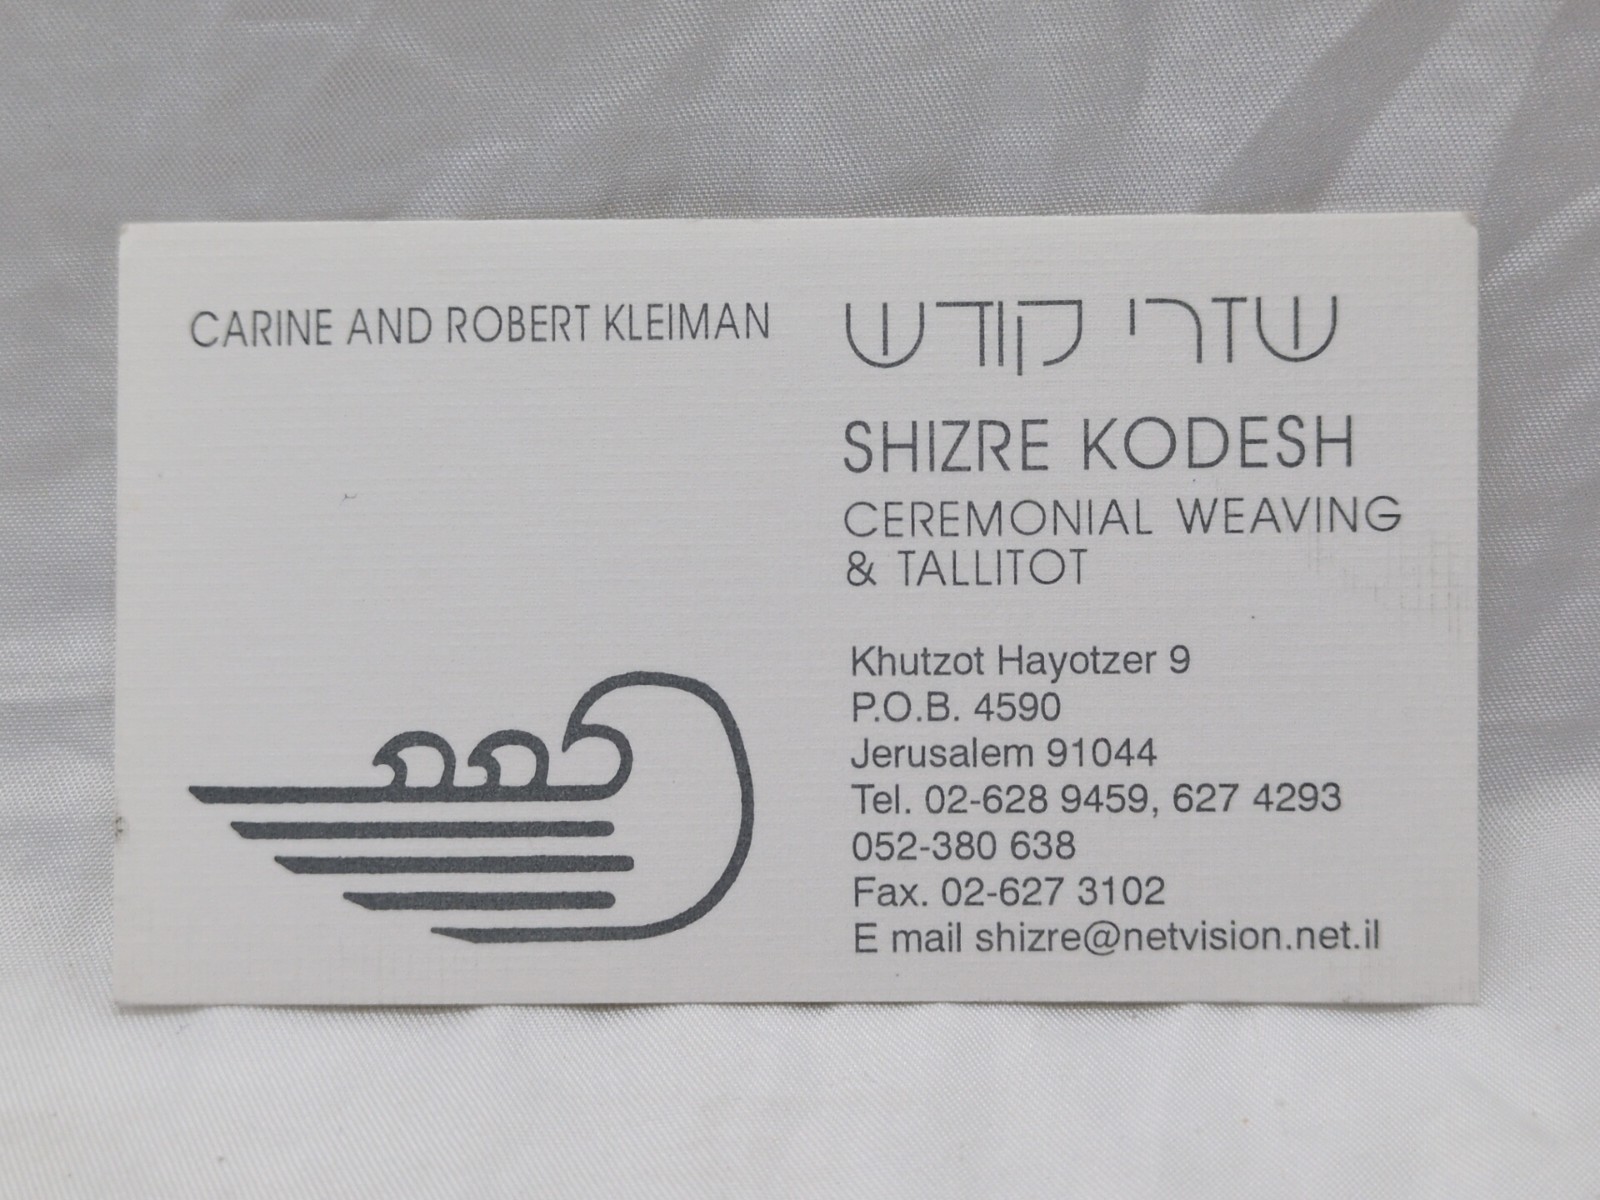 CARINE AND ROBERT KLEIMAN
שזרי קודש
SHIZRE KODESH
CEREMONIAL WEAVING
& TALLITOT
Khutzot Hayotzer 9
P.O.B. 4590
Jerusalem 91044
Tel. 02-628 9459, 627 4293
052-380 638
Fax. 02-627 3102
E mail shizre@netvision.net.il